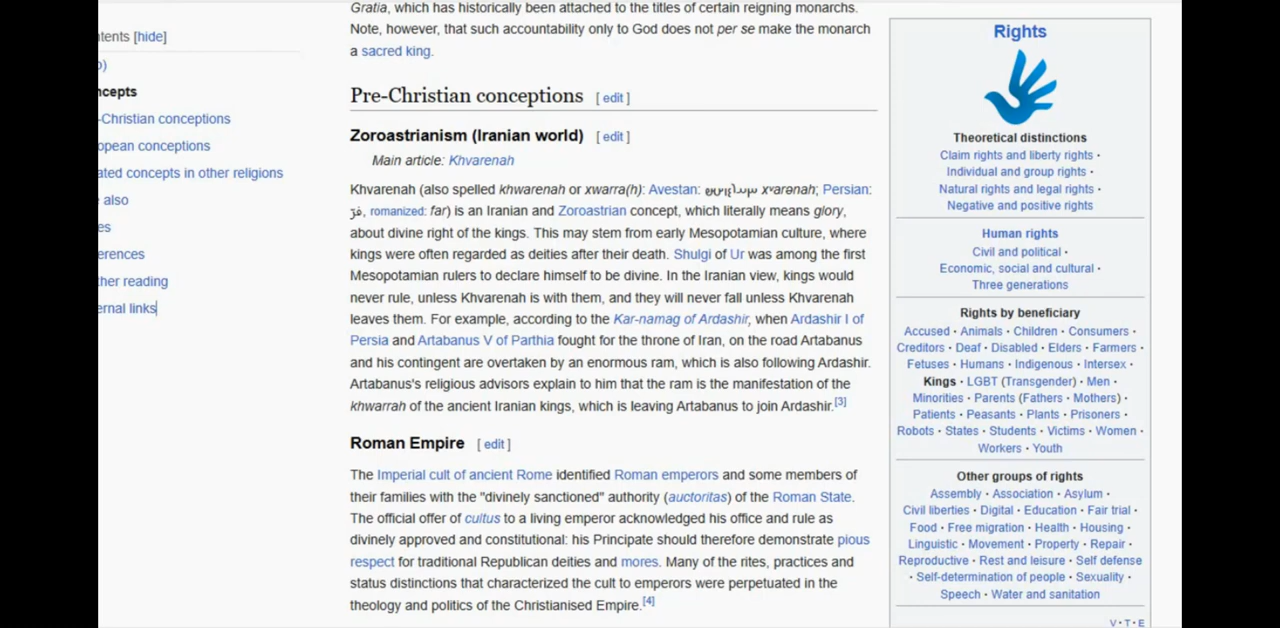 ntents [hide]
o)
ncepts
-Christian conceptions
opean conceptions
ated concepts in other religions
e also
es
erences
ther reading
ernal links
Gratia, which has historically been attached to the titles of certain reigning monarchs.
Note, however, that such accountability only to God does not per se make the monarch
a sacred king.
Pre-Christian conceptions [ edit ]
Zoroastrianism (Iranian world) [ edit ]
Main article: Khvarenah
Khvarenah (also spelled khwarenah or xwarra(h): Avestan: xᵛarənah; Persian:
فرّ, romanized: far) is an Iranian and Zoroastrian concept, which literally means glory,
about divine right of the kings. This may stem from early Mesopotamian culture, where
kings were often regarded as deities after their death. Shulgi of Ur was among the first
Mesopotamian rulers to declare himself to be divine. In the Iranian view, kings would
never rule, unless Khvarenah is with them, and they will never fall unless Khvarenah
leaves them. For example, according to the Kar-namag of Ardashir, when Ardashir I of
Persia and Artabanus V of Parthia fought for the throne of Iran, on the road Artabanus
and his contingent are overtaken by an enormous ram, which is also following Ardashir.
Artabanus's religious advisors explain to him that the ram is the manifestation of the
khwarrah of the ancient Iranian kings, which is leaving Artabanus to join Ardashir.[3]
Roman Empire [ edit ]
The Imperial cult of ancient Rome identified Roman emperors and some members of
their families with the "divinely sanctioned" authority (auctoritas) of the Roman State.
The official offer of cultus to a living emperor acknowledged his office and rule as
divinely approved and constitutional: his Principate should therefore demonstrate pious
respect for traditional Republican deities and mores. Many of the rites, practices and
status distinctions that characterized the cult to emperors were perpetuated in the
theology and politics of the Christianised Empire.[4]
Rights
Theoretical distinctions
Claim rights and liberty rights ·
Individual and group rights ·
Natural rights and legal rights ·
Negative and positive rights
Human rights
Civil and political ·
Economic, social and cultural ·
Three generations
Rights by beneficiary
Accused · Animals · Children · Consumers ·
Creditors · Deaf · Disabled · Elders · Farmers ·
Fetuses · Humans · Indigenous · Intersex ·
Kings · LGBT (Transgender) · Men ·
Minorities · Parents (Fathers · Mothers) ·
Patients · Peasants · Plants · Prisoners ·
Robots · States · Students · Victims · Women ·
Workers · Youth
Other groups of rights
Assembly · Association · Asylum ·
Civil liberties · Digital · Education · Fair trial ·
Food · Free migration · Health · Housing ·
Linguistic · Movement · Property · Repair ·
Reproductive · Rest and leisure · Self defense
· Self-determination of people · Sexuality ·
Speech · Water and sanitation
V · T · E